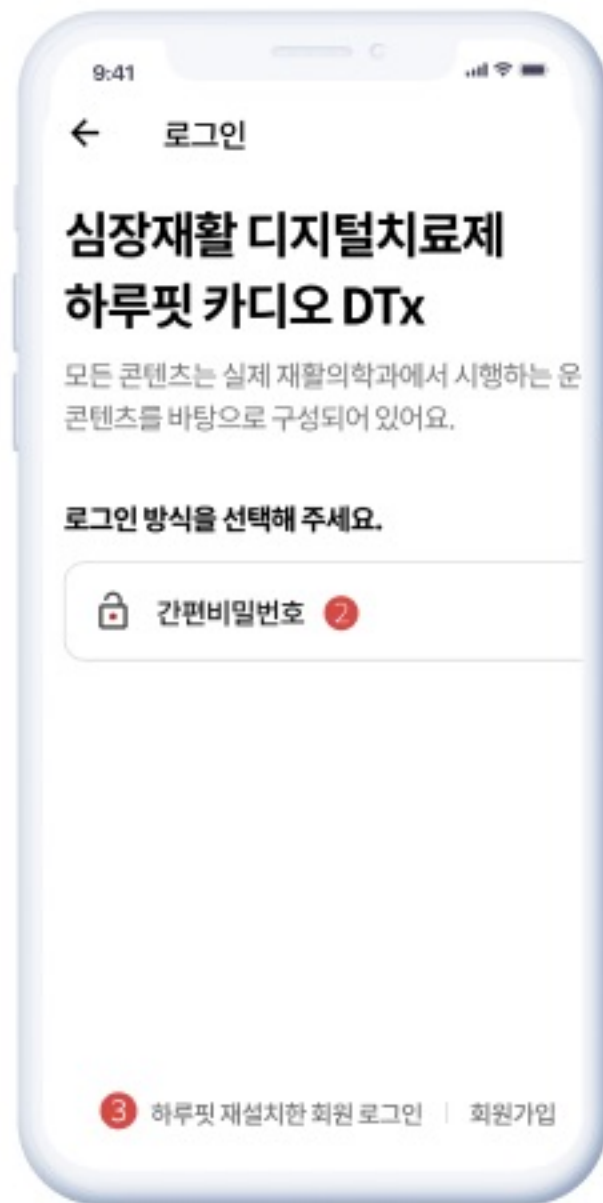 9:41
로그인
심장재활 디지털치료제
하루핏 카디오 DTx
모든 콘텐츠는 실제 재활의학과에서 시행하는 운
콘텐츠를 바탕으로 구성되어 있어요.
로그인 방식을 선택해 주세요.
간편비밀번호 2
3 하루핏 재설치한 회원 로그인 | 회원가입